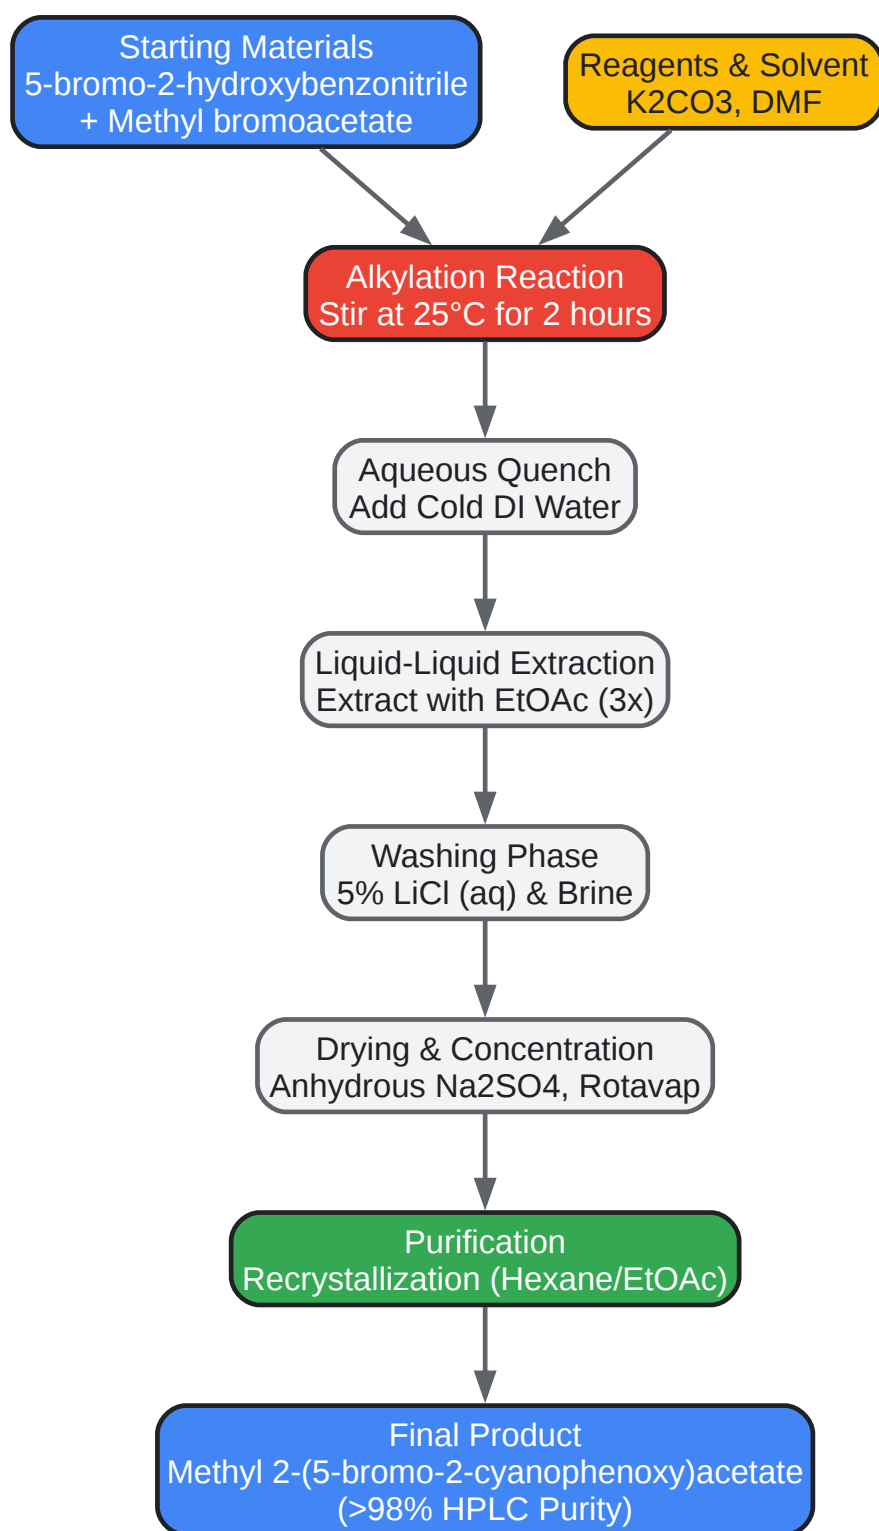 Starting Materials
5-bromo-2-hydroxybenzonitrile
+ Methyl bromoacetate
Reagents & Solvent
K2CO3, DMF
Alkylation Reaction
Stir at 25°C for 2 hours
Aqueous Quench
Add Cold DI Water
Liquid-Liquid Extraction
Extract with EtOAc (3x)
Washing Phase
5% LiCl (aq) & Brine
Drying & Concentration
Anhydrous Na2SO4, Rotavap
Purification
Recrystallization (Hexane/EtOAc)
Final Product
Methyl 2-(5-bromo-2-cyanophenoxy)acetate
(>98% HPLC Purity)